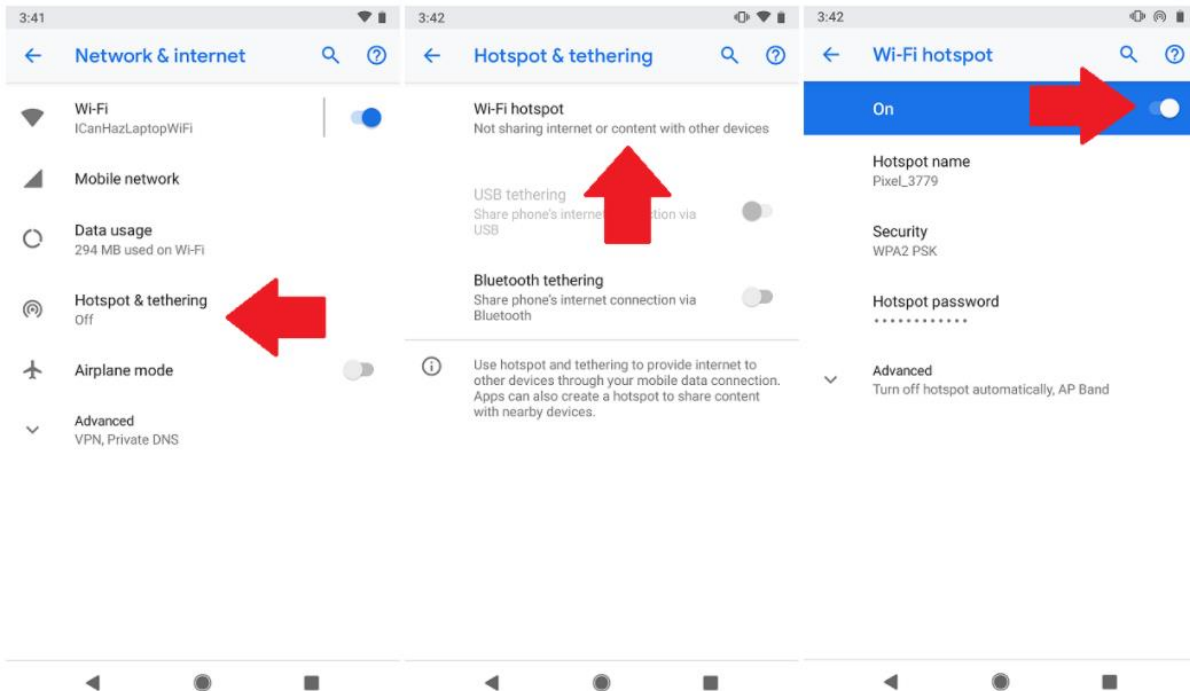 3:41
Network & internet
Wi-Fi
ICanHazLaptopWiFi
Mobile network
Data usage
294 MB used on Wi-Fi
Hotspot & tethering
Off
Airplane mode
Advanced
VPN, Private DNS
3:42
Hotspot & tethering
Wi-Fi hotspot
Not sharing internet or content with other devices
USB tethering
Share phone's internet tion via
USB
Bluetooth tethering
Share phone's internet connection via
Bluetooth
Use hotspot and tethering to provide internet to
other devices through your mobile data connection.
Apps can also create a hotspot to share content
with nearby devices.
3:42
Wi-Fi hotspot
On
Hotspot name
Pixel_3779
Security
WPA2 PSK
Hotspot password
••••••••••••
Advanced
Turn off hotspot automatically, AP Band